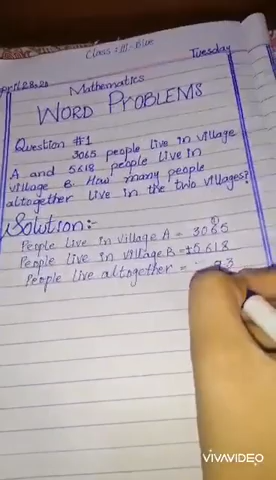 Class: III-Blue
Tuesday
Mathematics
WORD PROBLEMS
Question #1
3065 people live in village
A and 5618 people live in
village B. How many people
altogether live in the two villages?
Solution:-
People live in village A = 3065
People live in village B = +5618
People live altogether = 83
VIVAVIDEO